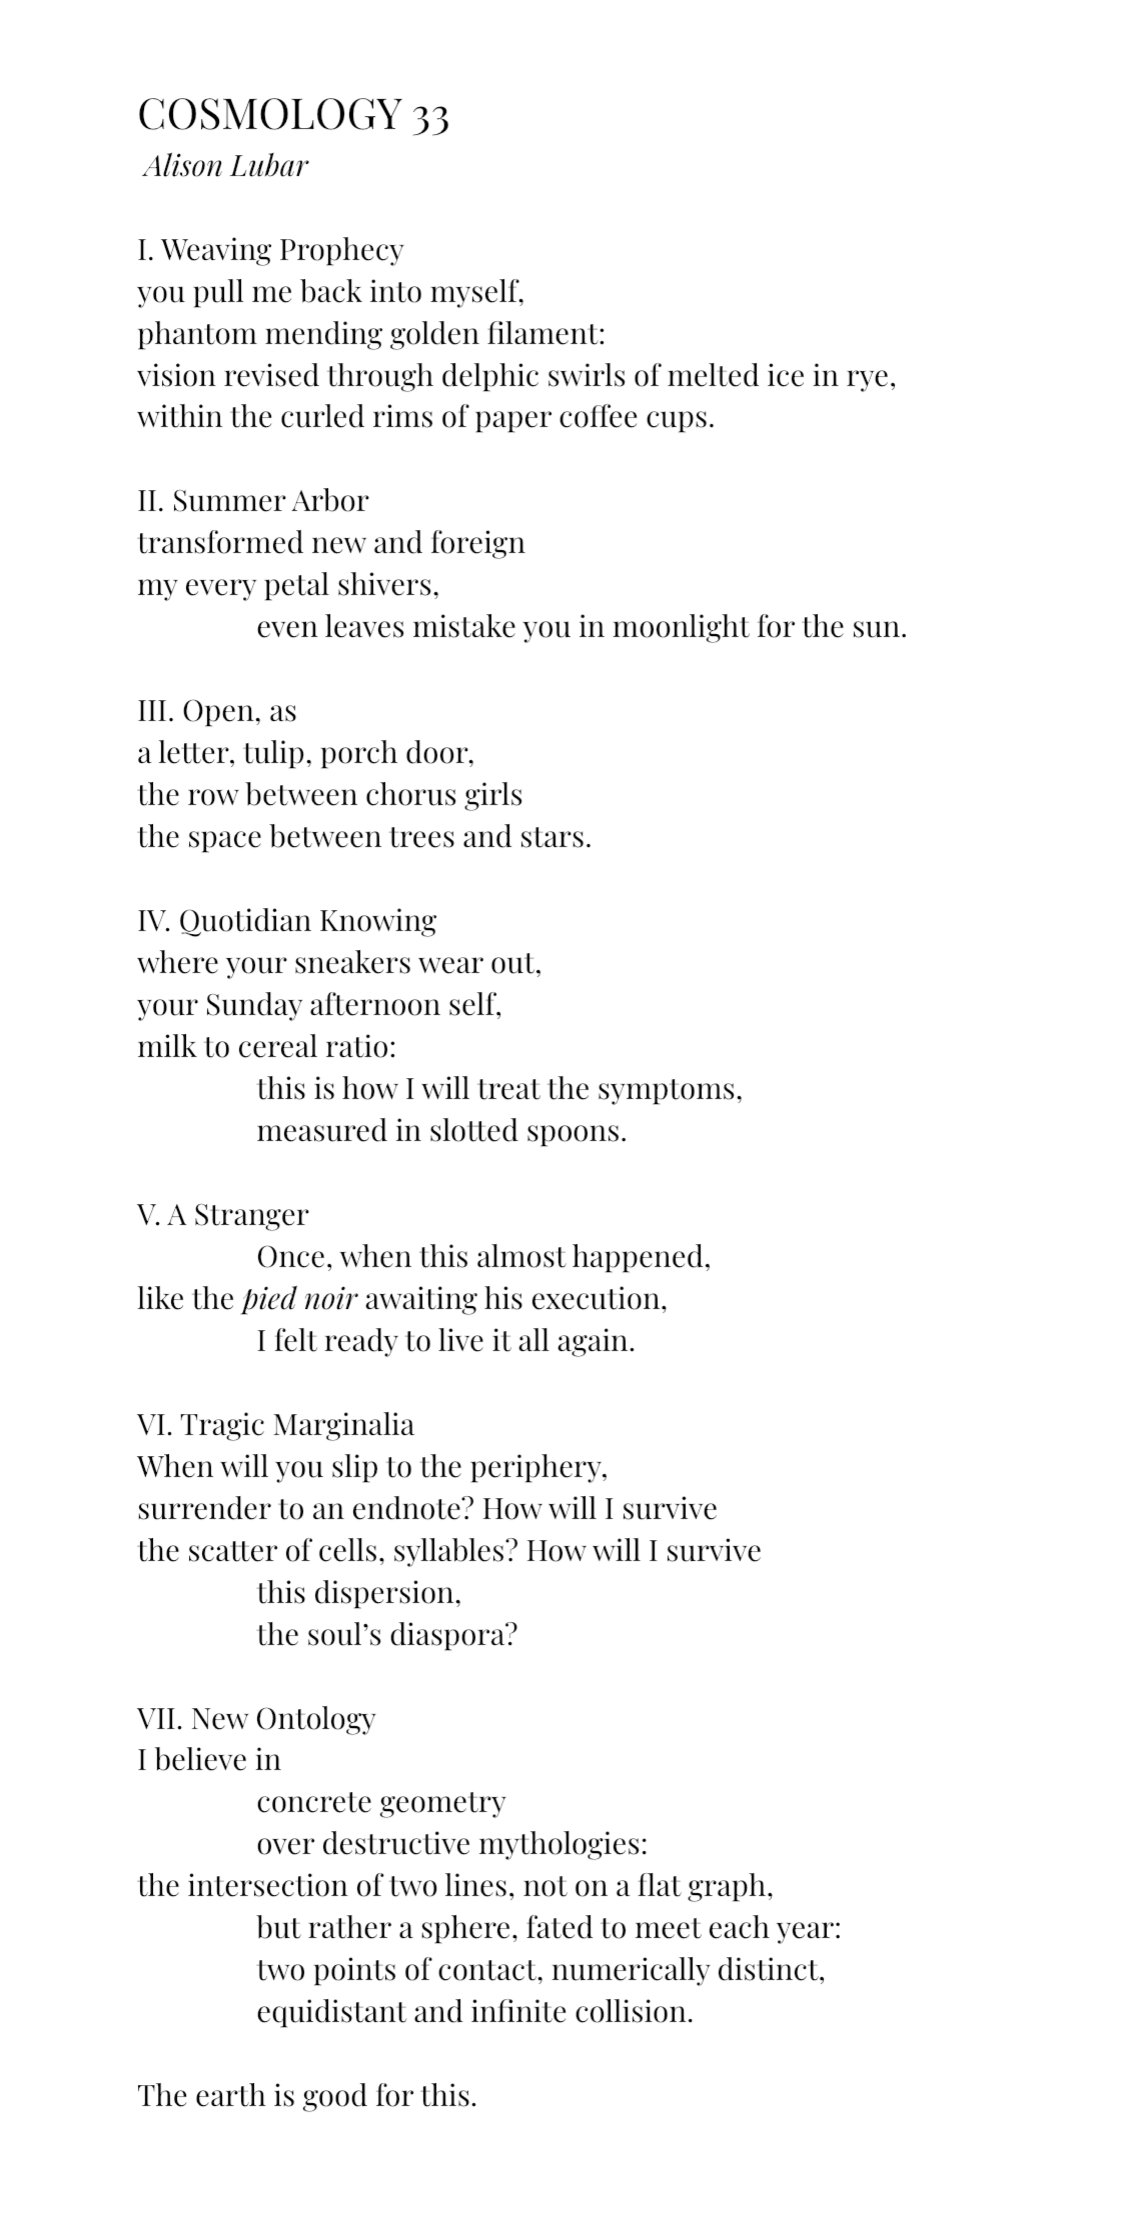 COSMOLOGY 33
Alison Lubar
I. Weaving Prophecy
you pull me back into myself,
phantom mending golden filament:
vision revised through delphic swirls of melted ice in rye,
within the curled rims of paper coffee cups.
II. Summer Arbor
transformed new and foreign
my every petal shivers,
even leaves mistake you in moonlight for the sun.
III. Open, as
a letter, tulip, porch door,
the row between chorus girls
the space between trees and stars.
IV. Quotidian Knowing
where your sneakers wear out,
your Sunday afternoon self,
milk to cereal ratio:
this is how I will treat the symptoms,
measured in slotted spoons.
V. A Stranger
Once, when this almost happened,
like the pied noir awaiting his execution,
I felt ready to live it all again.
VI. Tragic Marginalia
When will you slip to the periphery,
surrender to an endnote? How will I survive
the scatter of cells, syllables? How will I survive
this dispersion,
the soul’s diaspora?
VII. New Ontology
I believe in
concrete geometry
over destructive mythologies:
the intersection of two lines, not on a flat graph,
but rather a sphere, fated to meet each year:
two points of contact, numerically distinct,
equidistant and infinite collision.
The earth is good for this.